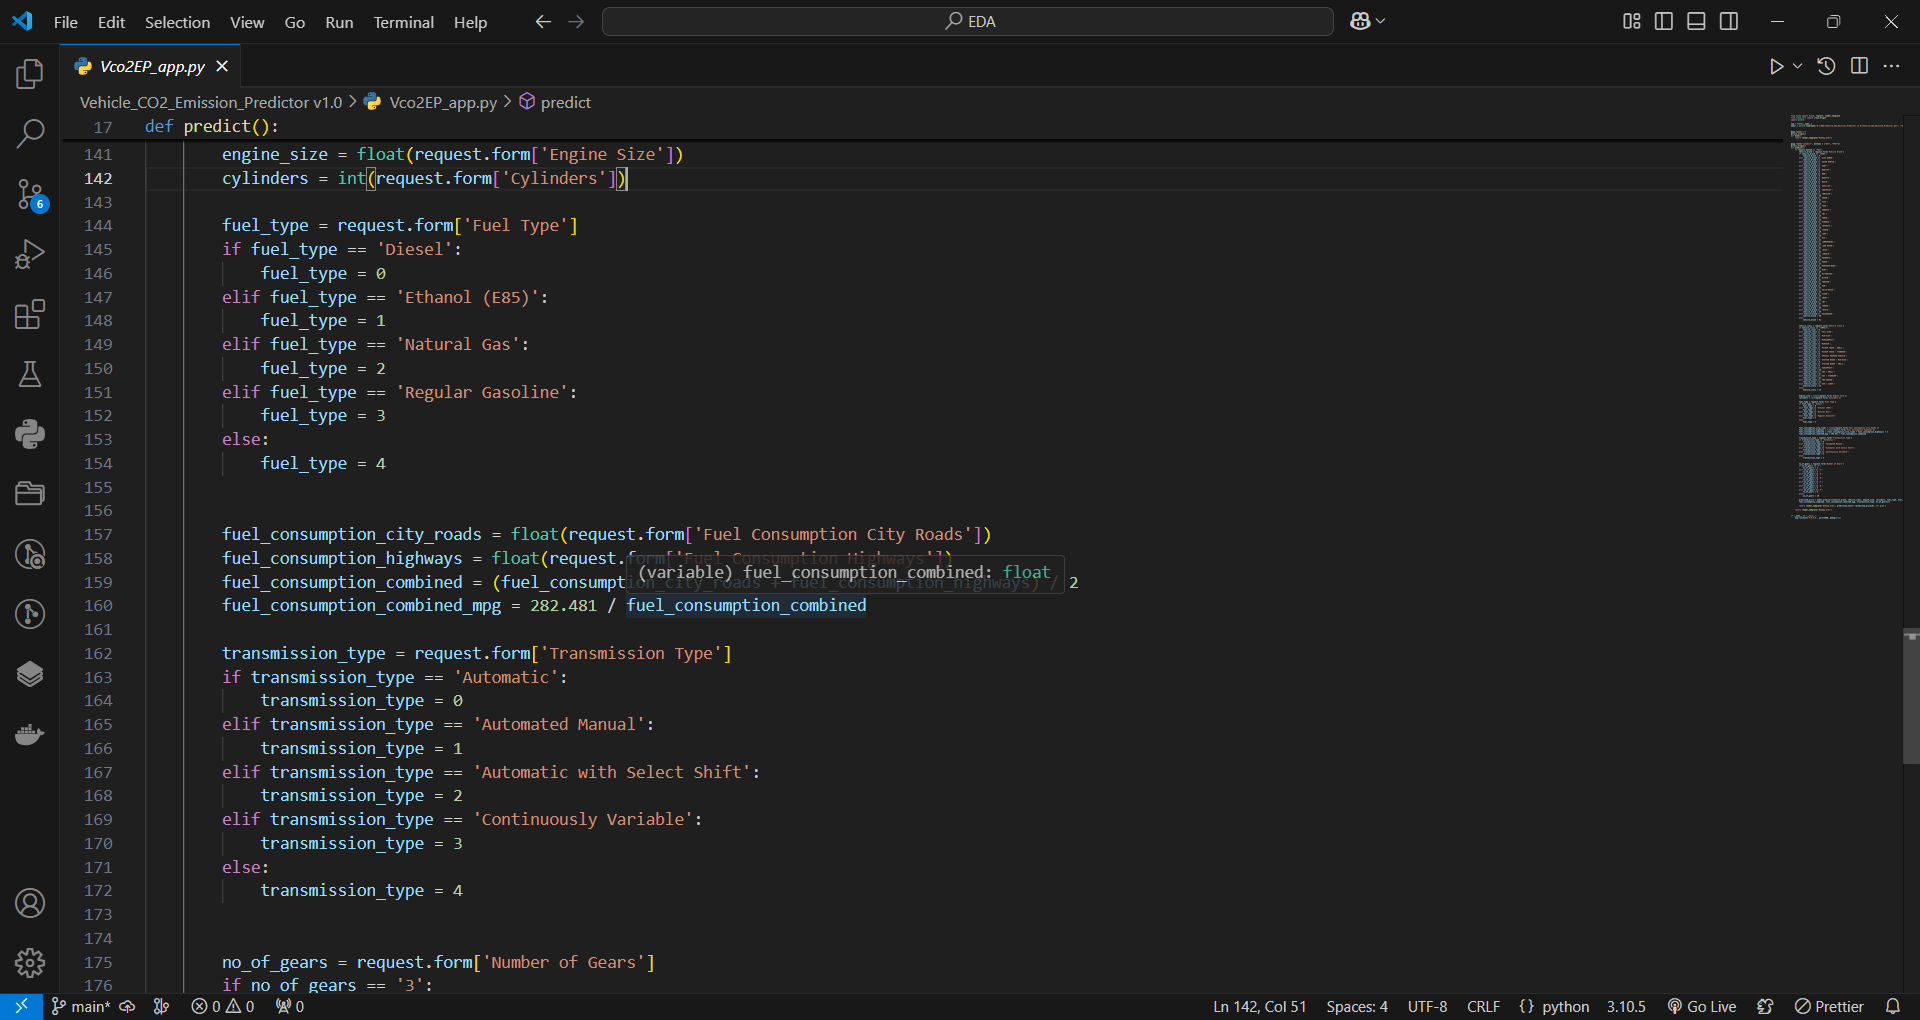 File Edit Selection View Go Run Terminal Help EDA
Vco2EP_app.py
Vehicle_CO2_Emission_Predictor v1.0 > Vco2EP_app.py > predict
17 def predict():
141 engine_size = float(request.form['Engine Size'])
142 cylinders = int(request.form['Cylinders'])
143
144 fuel_type = request.form['Fuel Type']
145 if fuel_type == 'Diesel':
146 fuel_type = 0
147 elif fuel_type == 'Ethanol (E85)':
148 fuel_type = 1
149 elif fuel_type == 'Natural Gas':
150 fuel_type = 2
151 elif fuel_type == 'Regular Gasoline':
152 fuel_type = 3
153 else:
154 fuel_type = 4
155
156
157 fuel_consumption_city_roads = float(request.form['Fuel Consumption City Roads'])
158 fuel_consumption_highways = float(request.form['Fuel Consumption Highways'])
(variable) fuel_consumption_combined: float
159 fuel_consumption_combined = (fuel_consumption_city_roads + fuel_consumption_highways) / 2
160 fuel_consumption_combined_mpg = 282.481 / fuel_consumption_combined
161
162 transmission_type = request.form['Transmission Type']
163 if transmission_type == 'Automatic':
164 transmission_type = 0
165 elif transmission_type == 'Automated Manual':
166 transmission_type = 1
167 elif transmission_type == 'Automatic with Select Shift':
168 transmission_type = 2
169 elif transmission_type == 'Continuously Variable':
170 transmission_type = 3
171 else:
172 transmission_type = 4
173
174
175 no_of_gears = request.form['Number of Gears']
176 if no_of_gears == '3':
6
main* 0 0 0 Ln 142, Col 51 Spaces: 4 UTF-8 CRLF {} python 3.10.5 Go Live Prettier